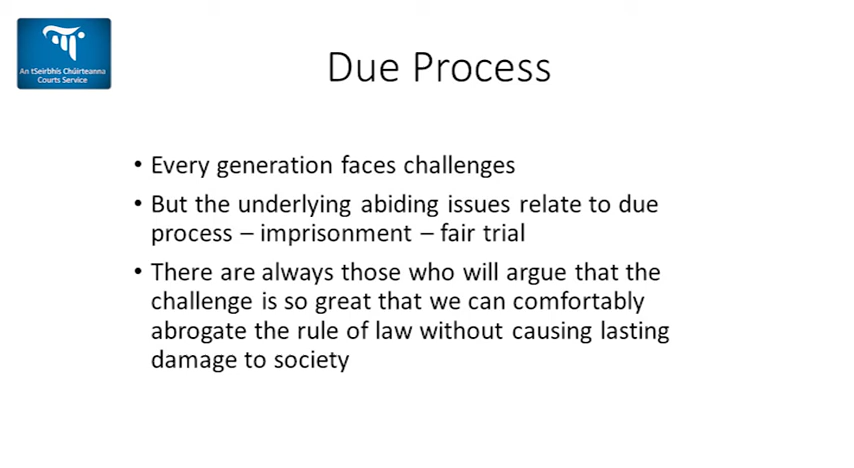 An tSeirbhís Chúirteanna
Courts Service
Due Process
• Every generation faces challenges
• But the underlying abiding issues relate to due
process – imprisonment – fair trial
• There are always those who will argue that the
challenge is so great that we can comfortably
abrogate the rule of law without causing lasting
damage to society